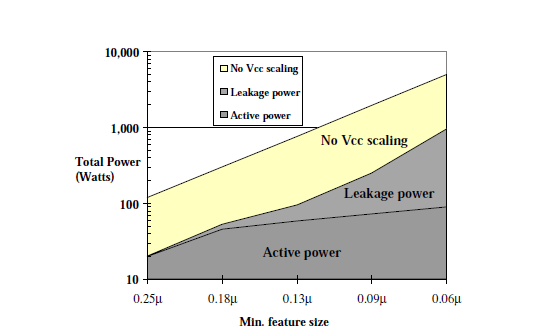 10,000
No Vcc scaling
Leakage power
Active power
1,000
No Vcc scaling
Total Power
(Watts)
Leakage power
100
Active power
10
0.25μ 0.18μ 0.13μ 0.09μ 0.06μ
Min. feature size